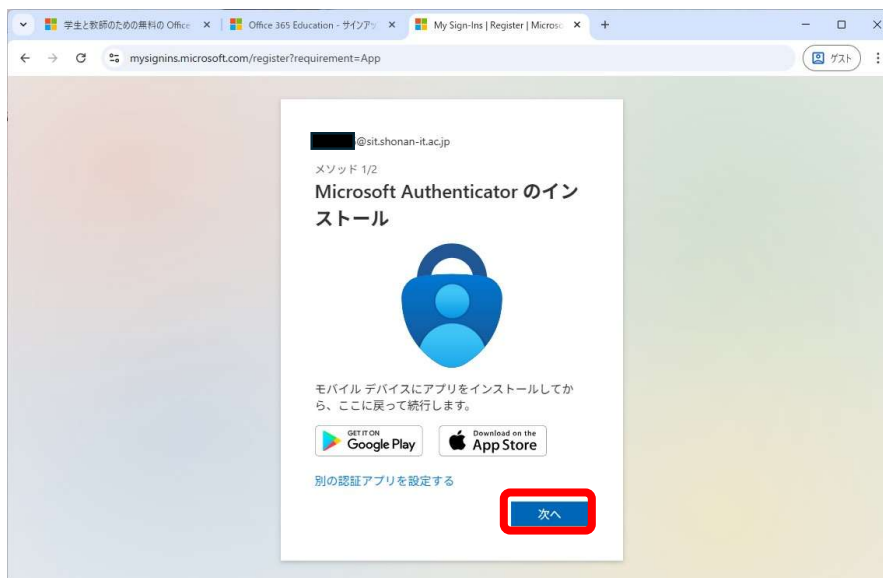 学生と教師のための無料の Office
Office 365 Education - サインアッ
My Sign-Ins | Register | Microso
mysignins.microsoft.com/register?requirement=App
ゲスト
@sit.shonan-it.ac.jp
メソッド 1/2
Microsoft Authenticator のイン
ストール
モバイル デバイスにアプリをインストールしてか
ら、ここに戻って続行します。
GET IT ON
Google Play
Download on the
App Store
別の認証アプリを設定する
次へ